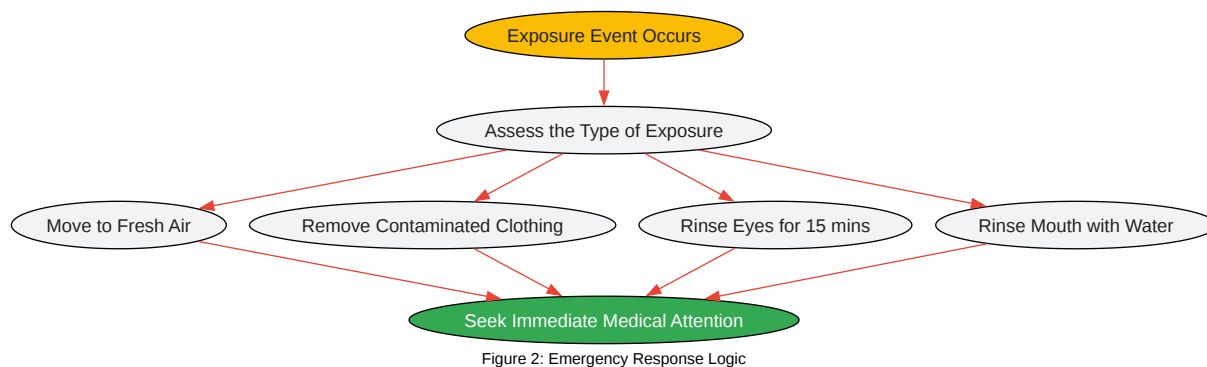 Exposure Event Occurs
Assess the Type of Exposure
Move to Fresh Air
Remove Contaminated Clothing
Rinse Eyes for 15 mins
Rinse Mouth with Water
Seek Immediate Medical Attention
Figure 2: Emergency Response Logic